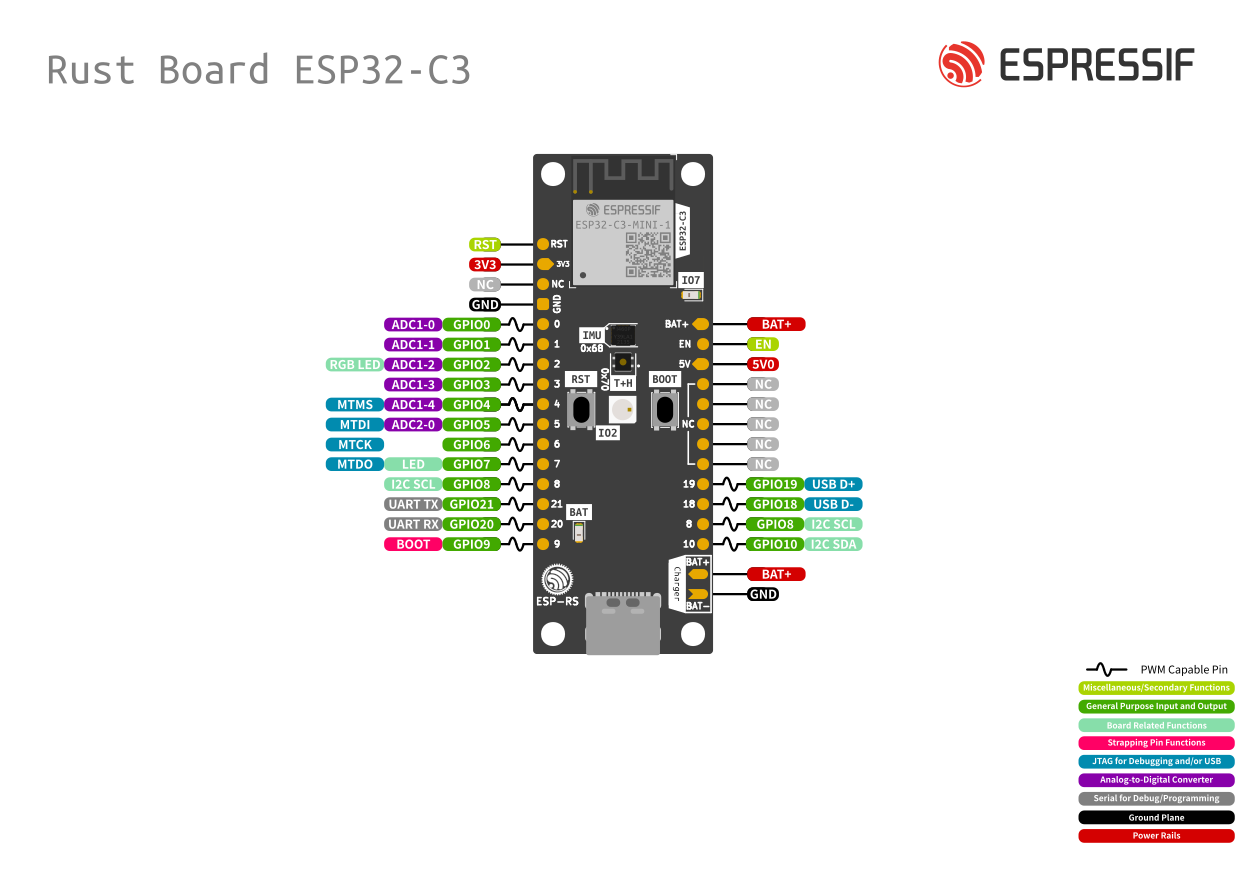 Rust Board ESP32-C3
ESPRESSIF
ESPRESSIF
ESP32-C3-MINI-1
ESP32-C3
RST RST
3V3 3V3
NC NC
GND GND
IO7
ADC1-0 GPIO0 0
ADC1-1 GPIO1 1
RGB LED ADC1-2 GPIO2 2
ADC1-3 GPIO3 3
MTMS ADC1-4 GPIO4 4
MTDI ADC2-0 GPIO5 5
MTCK GPIO6 6
MTDO LED GPIO7 7
I2C SCL GPIO8 8
UART TX GPIO21 21
UART RX GPIO20 20
BOOT GPIO9 9
IMU
0x68
0x70
T+H
RST
BOOT
IO2
BAT
ESP-RS
BAT+ BAT+
EN EN
5V 5V0
NC
NC
NC NC
NC
NC
19 GPIO19 USB D+
18 GPIO18 USB D-
8 GPIO8 I2C SCL
10 GPIO10 I2C SDA
Charger
BAT+ BAT+
BAT- GND
PWM Capable Pin
Miscellaneous/Secondary Functions
General Purpose Input and Output
Board Related Functions
Strapping Pin Functions
JTAG for Debugging and/or USB
Analog-to-Digital Converter
Serial for Debug/Programming
Ground Plane
Power Rails